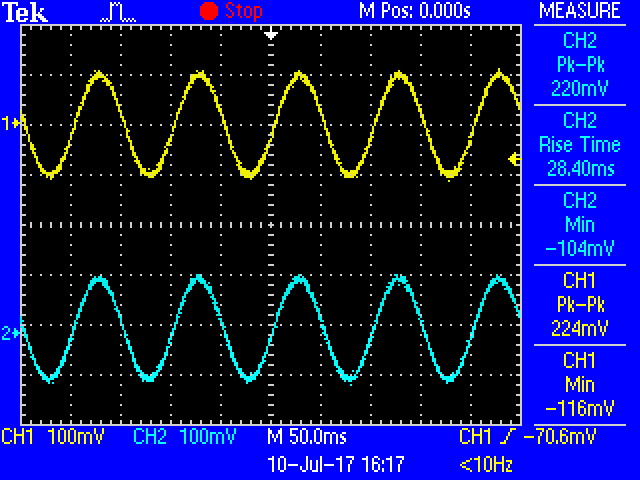 Tek Stop M Pos: 0.000s MEASURE
CH2
Pk-Pk
220mV
CH2
Rise Time
28.40ms
CH2
Min
-104mV
CH1
Pk-Pk
224mV
CH1
Min
-116mV
1
2
CH1 100mV CH2 100mV M 50.0ms CH1 -70.6mV
10-Jul-17 16:17 <10Hz